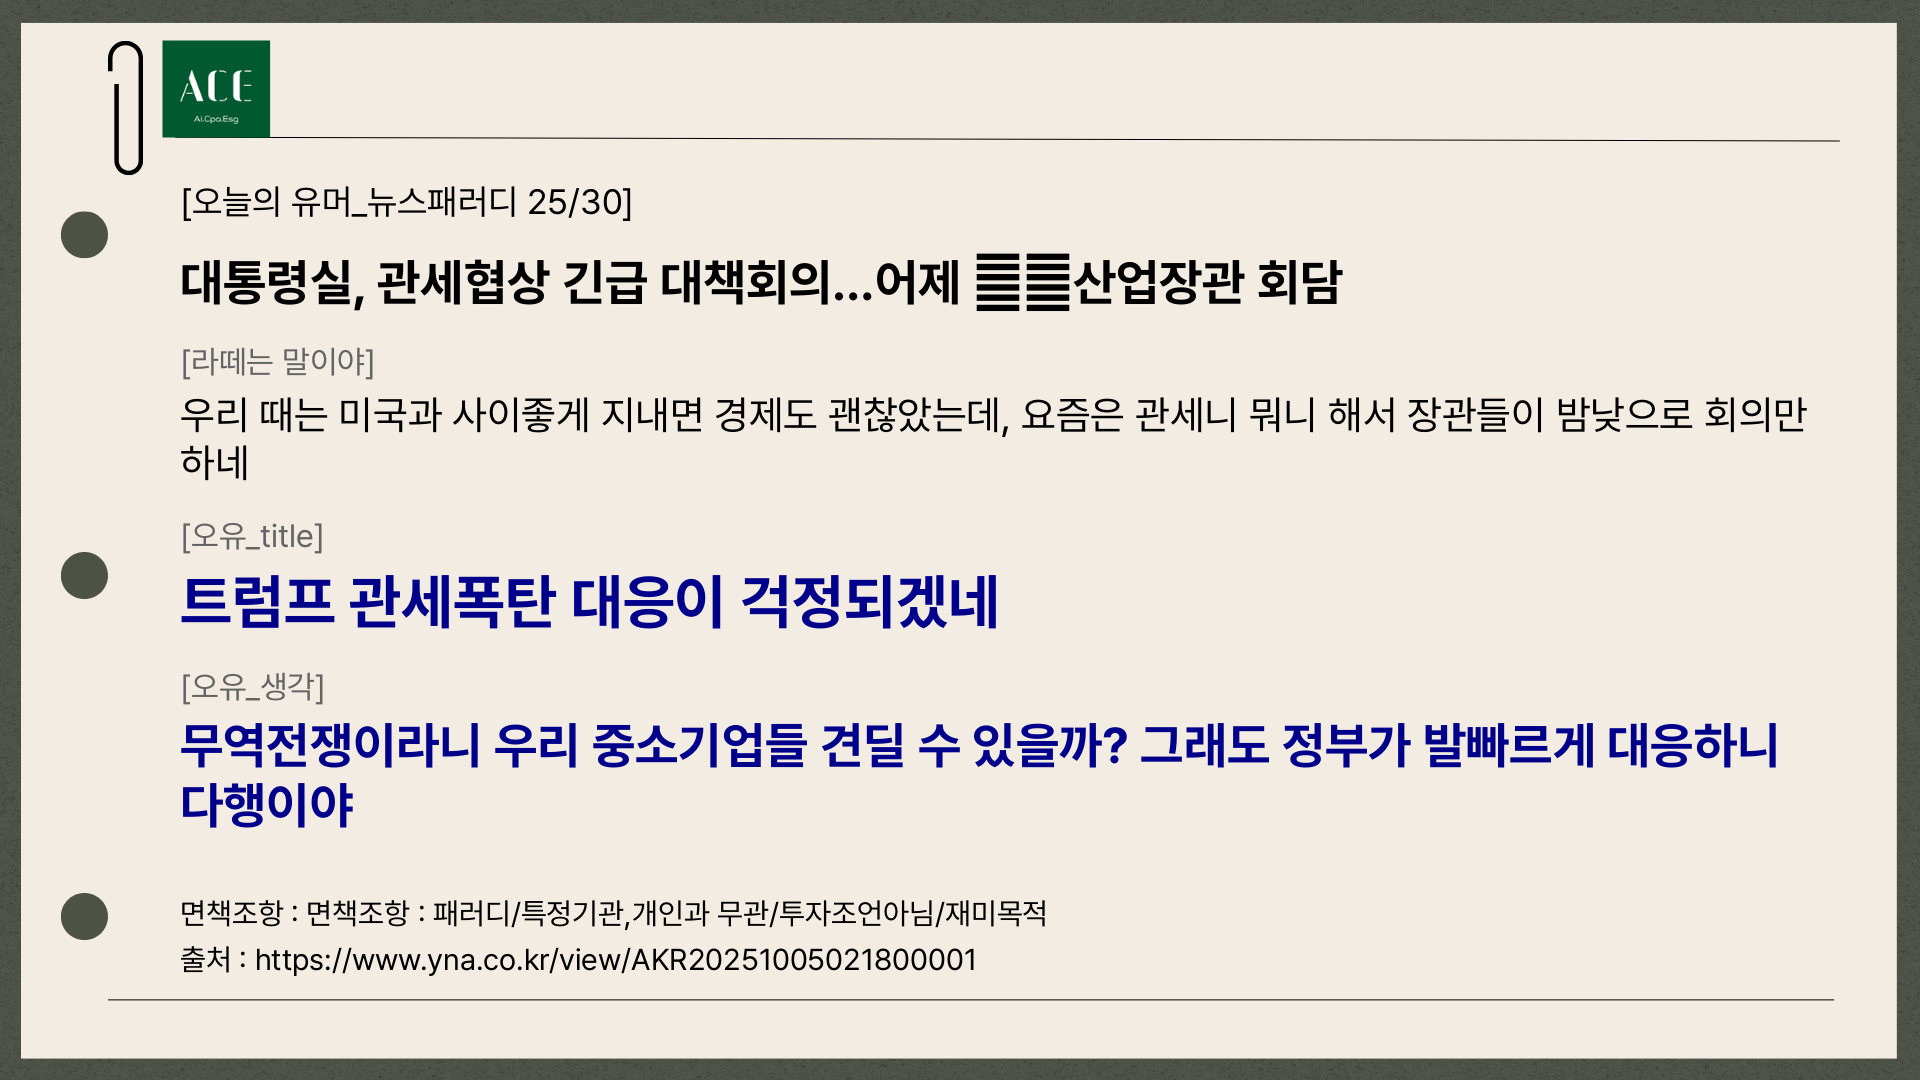 ACE
Ai.Cpa.Esg
[오늘의 유머_뉴스패러디 25/30]
대통령실, 관세협상 긴급 대책회의...어제 산업장관 회담
[라떼는 말이야]
우리 때는 미국과 사이좋게 지내면 경제도 괜찮았는데, 요즘은 관세니 뭐니 해서 장관들이 밤낮으로 회의만
하네
[오유_title]
트럼프 관세폭탄 대응이 걱정되겠네
[오유_생각]
무역전쟁이라니 우리 중소기업들 견딜 수 있을까? 그래도 정부가 발빠르게 대응하니
다행이야
면책조항 : 면책조항 : 패러디/특정기관,개인과 무관/투자조언아님/재미목적
출처 : https://www.yna.co.kr/view/AKR20251005021800001